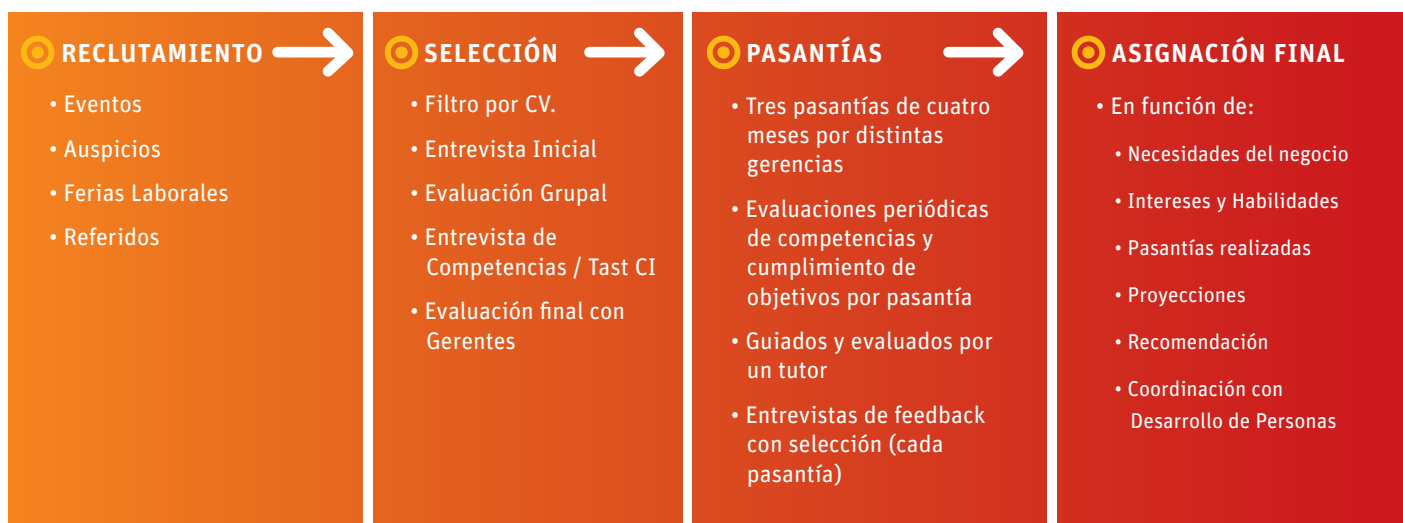 RECLUTAMIENTO
• Eventos
• Auspicios
• Ferias Laborales
• Referidos
SELECCIÓN
• Filtro por CV.
• Entrevista Inicial
• Evaluación Grupal
• Entrevista de
Competencias / Tast CI
• Evaluación final con
Gerentes
PASANTÍAS
• Tres pasantías de cuatro
meses por distintas
gerencias
• Evaluaciones periódicas
de competencias y
cumplimiento de
objetivos por pasantía
• Guiados y evaluados por
un tutor
• Entrevistas de feedback
con selección (cada
pasantía)
ASIGNACIÓN FINAL
• En función de:
• Necesidades del negocio
• Intereses y Habilidades
• Pasantías realizadas
• Proyecciones
• Recomendación
• Coordinación con
Desarrollo de Personas